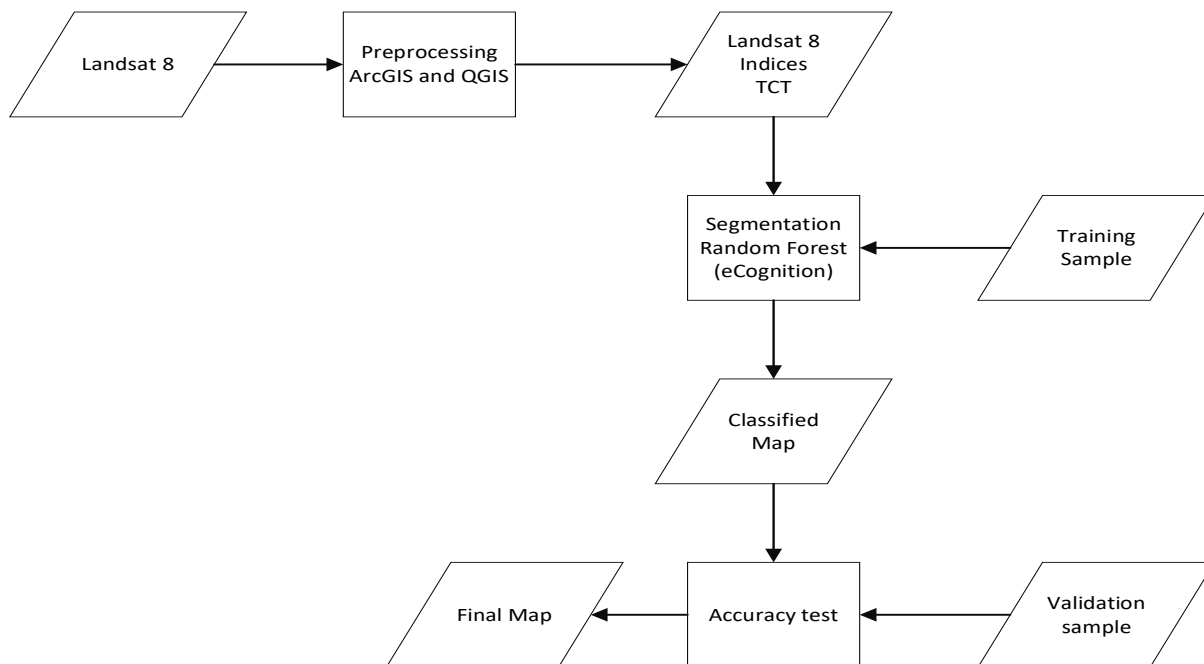 Landsat 8
Preprocessing
ArcGIS and QGIS
Landsat 8
Indices
TCT
Segmentation
Random Forest
(eCognition)
Training
Sample
Classified
Map
Final Map
Accuracy test
Validation
sample